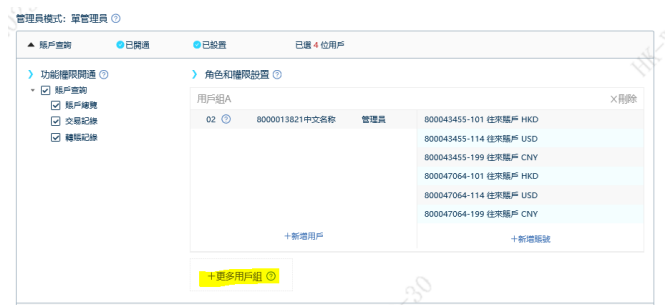 管理員模式：單管理員 ?
賬戶查詢 已開通 已設置 已選 4 位用戶
功能權限開通 ?
賬戶查詢
賬戶總覽
交易記錄
轉賬記錄
角色和權限設置 ?
用戶組A X刪除
02 ? 8000013821中文名称 管理員
800043455-101 往來賬戶 HKD
800043455-114 往來賬戶 USD
800043455-199 往來賬戶 CNY
800047064-101 往來賬戶 HKD
800047064-114 往來賬戶 USD
800047064-199 往來賬戶 CNY
+新增用戶 +新增賬號
+更多用戶組 ?